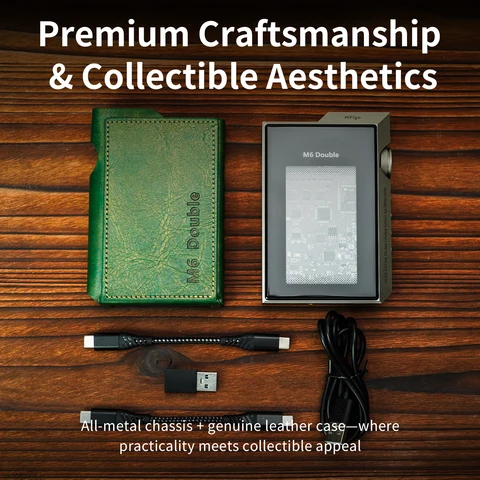 Premium Craftsmanship
& Collectible Aesthetics
M6 Double
M6 Double
All-metal chassis + genuine leather case—where
practicality meets collectible appeal